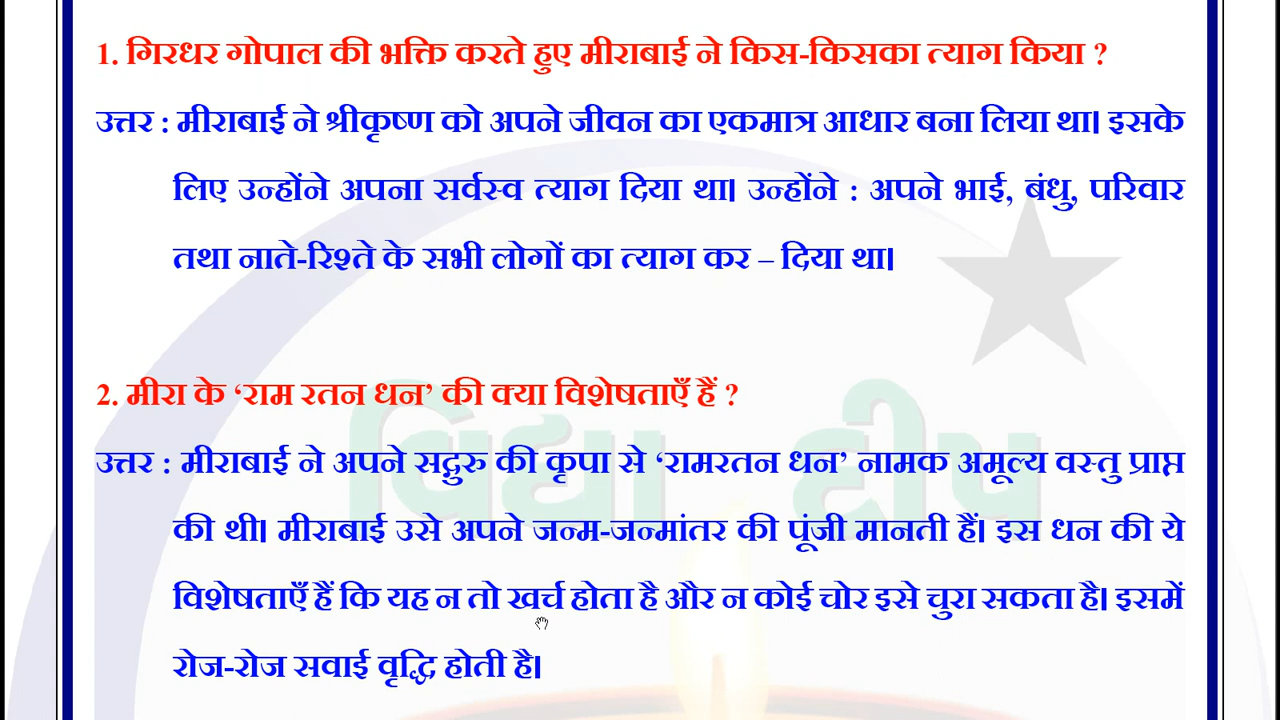 1. गिरधर गोपाल की भक्ति करते हुए मीराबाई ने किस-किसका त्याग किया ?
उत्तर : मीराबाई ने श्रीकृष्ण को अपने जीवन का एकमात्र आधार बना लिया था। इसके
लिए उन्होंने अपना सर्वस्व त्याग दिया था। उन्होंने : अपने भाई, बंधु, परिवार
तथा नाते-रिश्ते के सभी लोगों का त्याग कर – दिया था।
2. मीरा के ‘राम रतन धन’ की क्या विशेषताएँ हैं ?
विद्या दीप
उत्तर : मीराबाई ने अपने सद्गुरु की कृपा से ‘रामरतन धन’ नामक अमूल्य वस्तु प्राप्त
की थी। मीराबाई उसे अपने जन्म-जन्मांतर की पूंजी मानती हैं। इस धन की ये
विशेषताएँ हैं कि यह न तो खर्च होता है और न कोई चोर इसे चुरा सकता है। इसमें
रोज-रोज सवाई वृद्धि होती है।